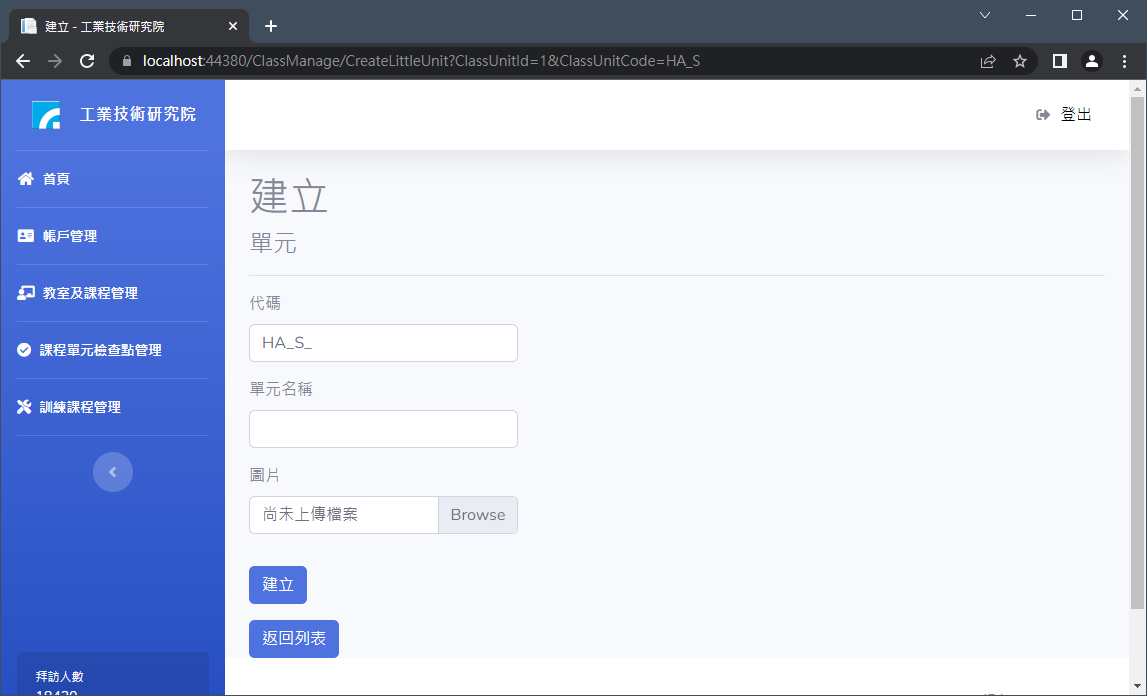 建立 - 工業技術研究院
localhost:44380/ClassManage/CreateLittleUnit?ClassUnitId=1&ClassUnitCode=HA_S
工業技術研究院
登出
首頁
帳戶管理
教室及課程管理
課程單元檢查點管理
訓練課程管理
拜訪人數
18430
建立
單元
代碼
HA_S_
單元名稱
圖片
尚未上傳檔案 Browse
建立
返回列表